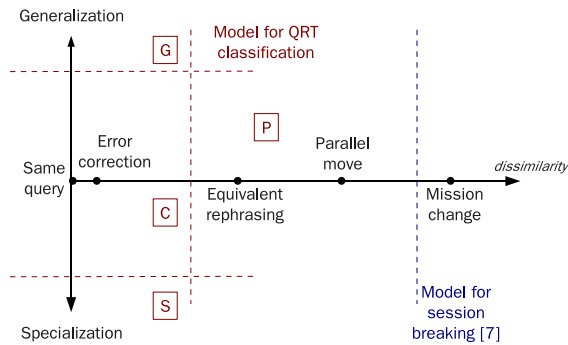 Generalization
G
Model for QRT
classification
P
Error
correction
Parallel
move
Same
query
dissimilarity
C
Equivalent
rephrasing
Mission
change
S
Specialization
Model for
session
breaking [7]